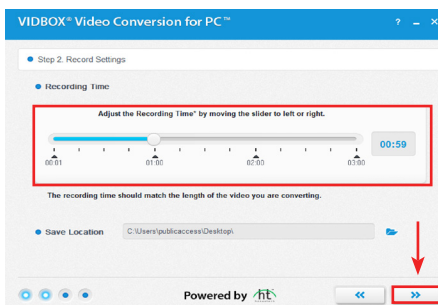 VIDBOX® Video Conversion for PC™ ? – ×
Step 2. Record Settings
Recording Time
Adjust the Recording Time* by moving the slider to left or right.
00:59
00:01 01:00 02:00 03:00
The recording time should match the length of the video you are converting.
Save Location C:\Users\publicaccess\Desktop\
Powered by ht